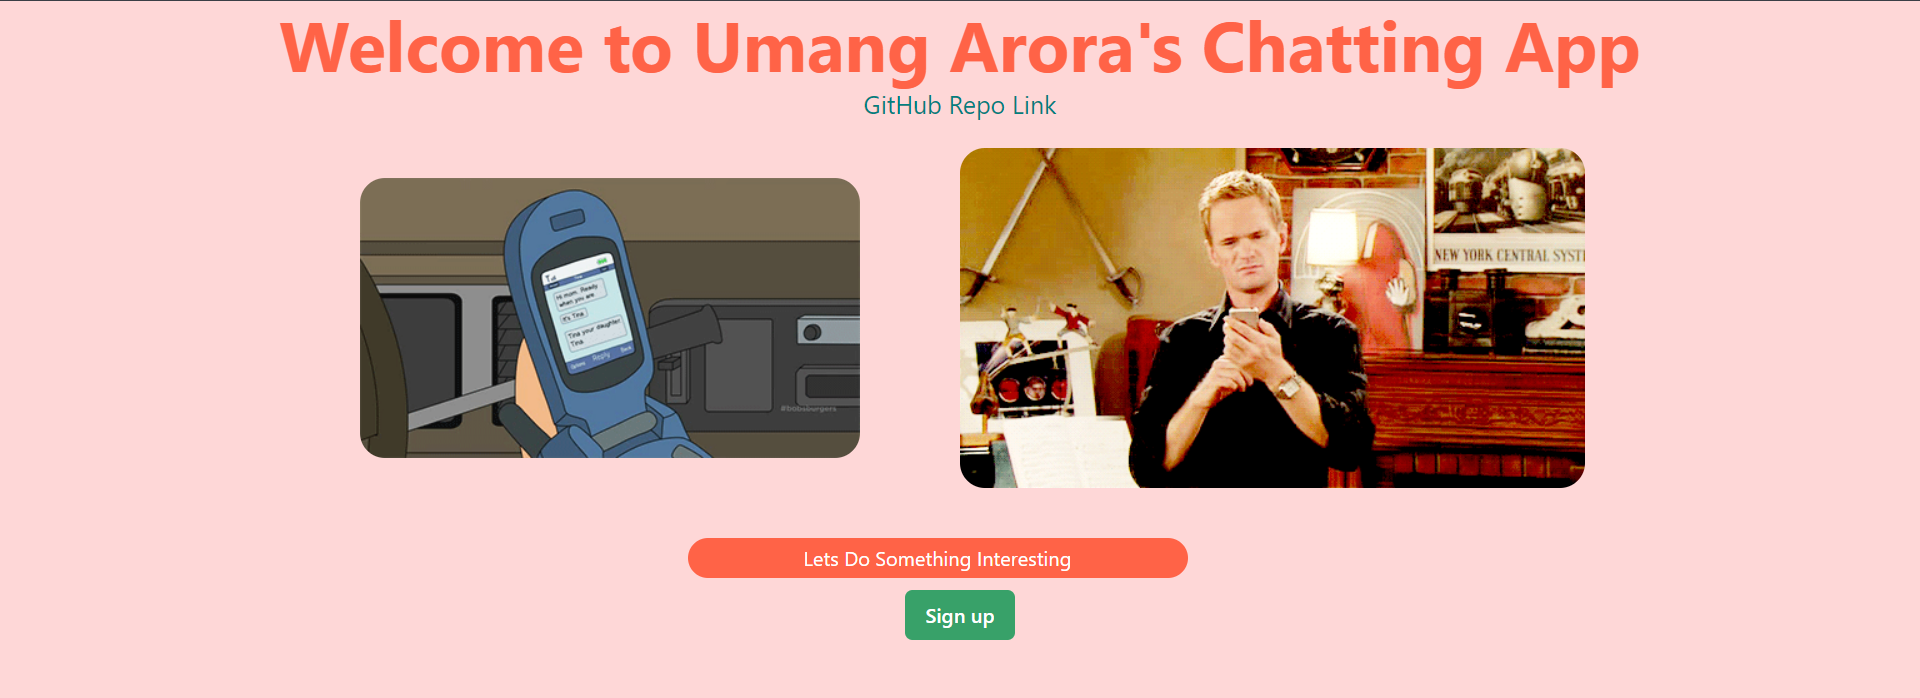 Welcome to Umang Arora's Chatting App
GitHub Repo Link
Hi mom. Ready
when you are
It's Tina
Tina your daughter
Tina
Options Reply Back
#bobsburgers
NEW YORK CENTRAL SYST
Lets Do Something Interesting
Sign up